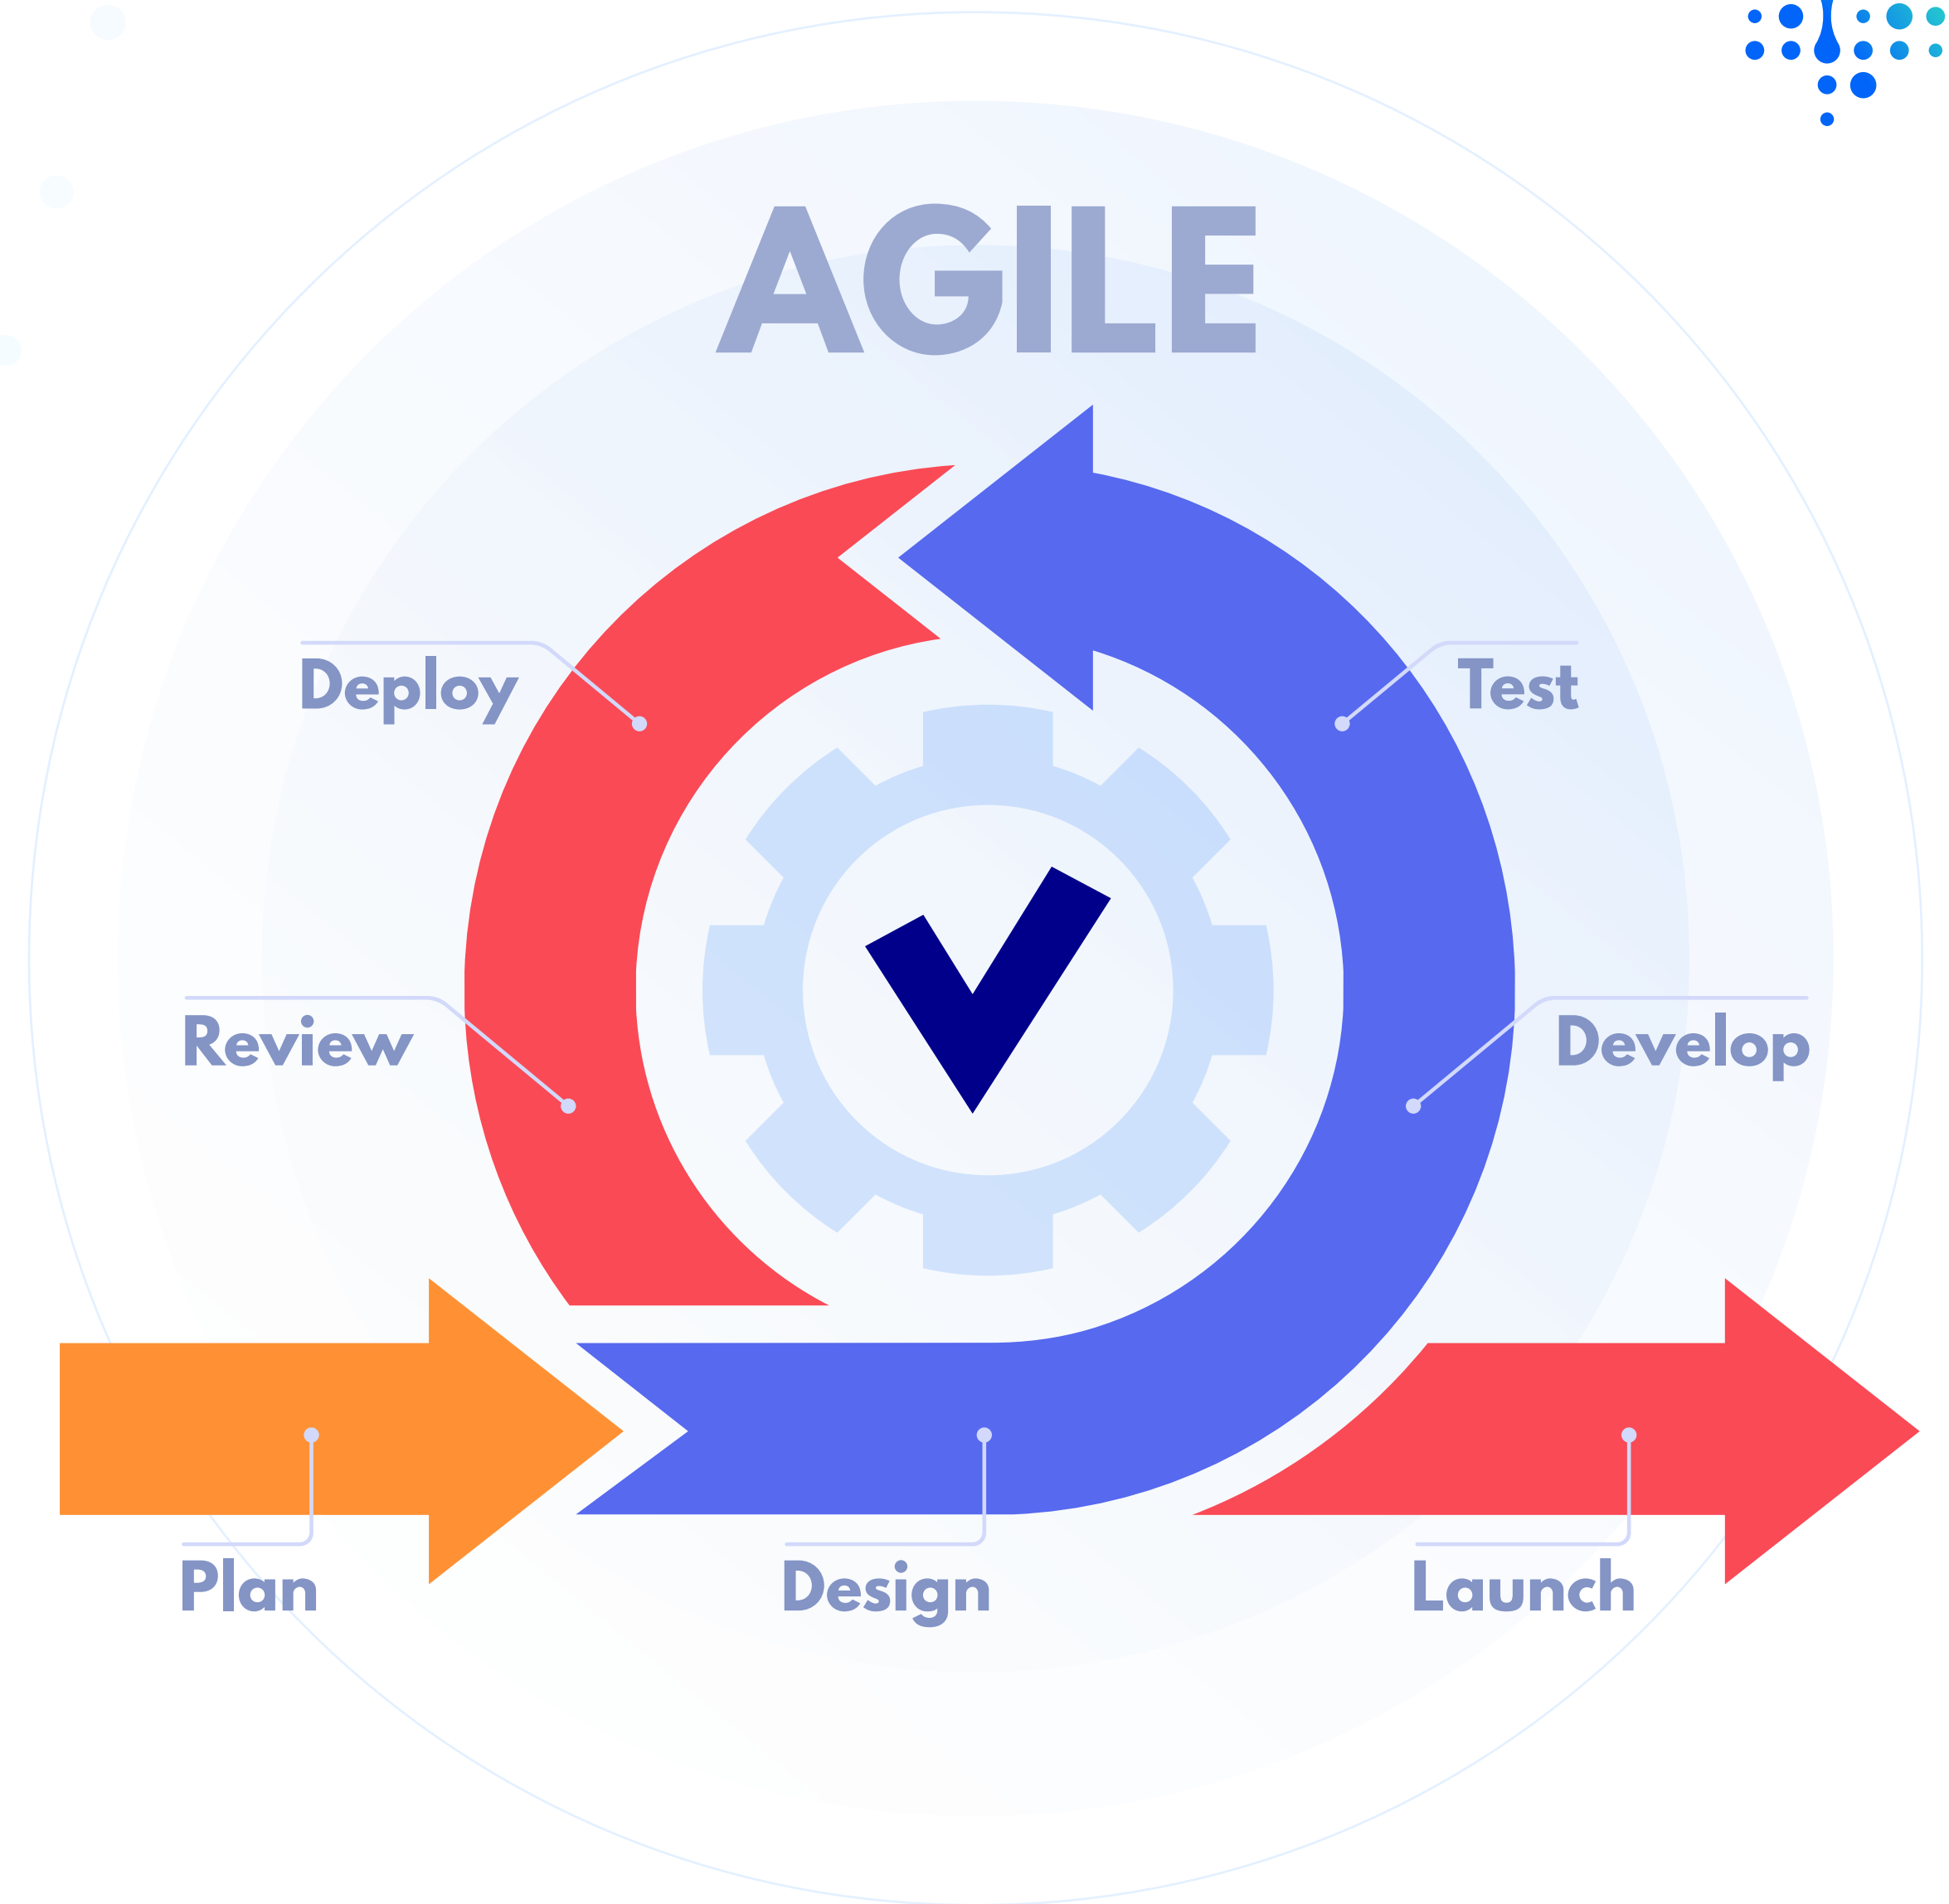 AGILE
Deploy
Test
Review
Develop
Plan
Design
Launch